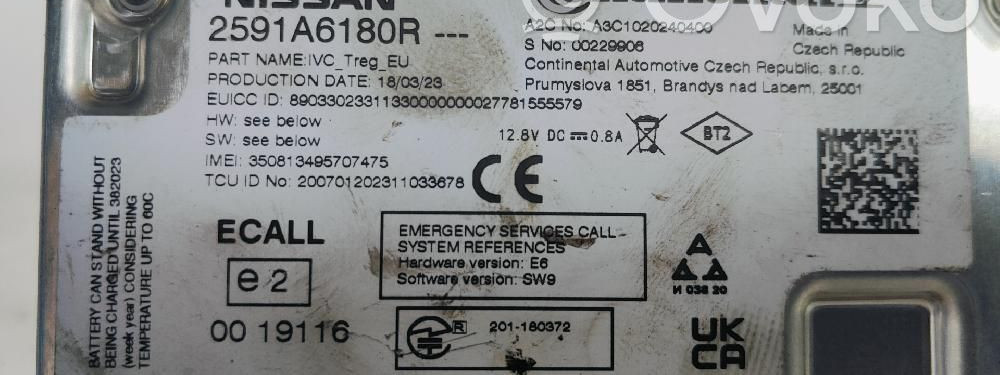 NISSAN
2591A6180R ---
PART NAME:IVC_Treg_EU
PRODUCTION DATE: 18/03/23
EUICC ID: 89033023311330000000027781555579
HW: see below
SW: see below
IMEI: 350813495707475
TCU ID No: 200701202311033678
A2C No: A3C1020240400
S No: 00229906
Made in
Czech Republic
Continental Automotive Czech Republic, s.r.o.
Prumyslova 1851, Brandys nad Labem, 25001
12.8V DC 0.8A
BT2
CE
BATTERY CAN STAND WITHOUT
BEING CHARGED UNTIL 382023
(week year) CONSIDERING
TEMPERATURE UP TO 60C
ECALL
e2
00 19116
EMERGENCY SERVICES CALL
SYSTEM REFERENCES
Hardware version: E6
Software version: SW9
R 201-180372
И 038 20
UK
CA
OVOKO